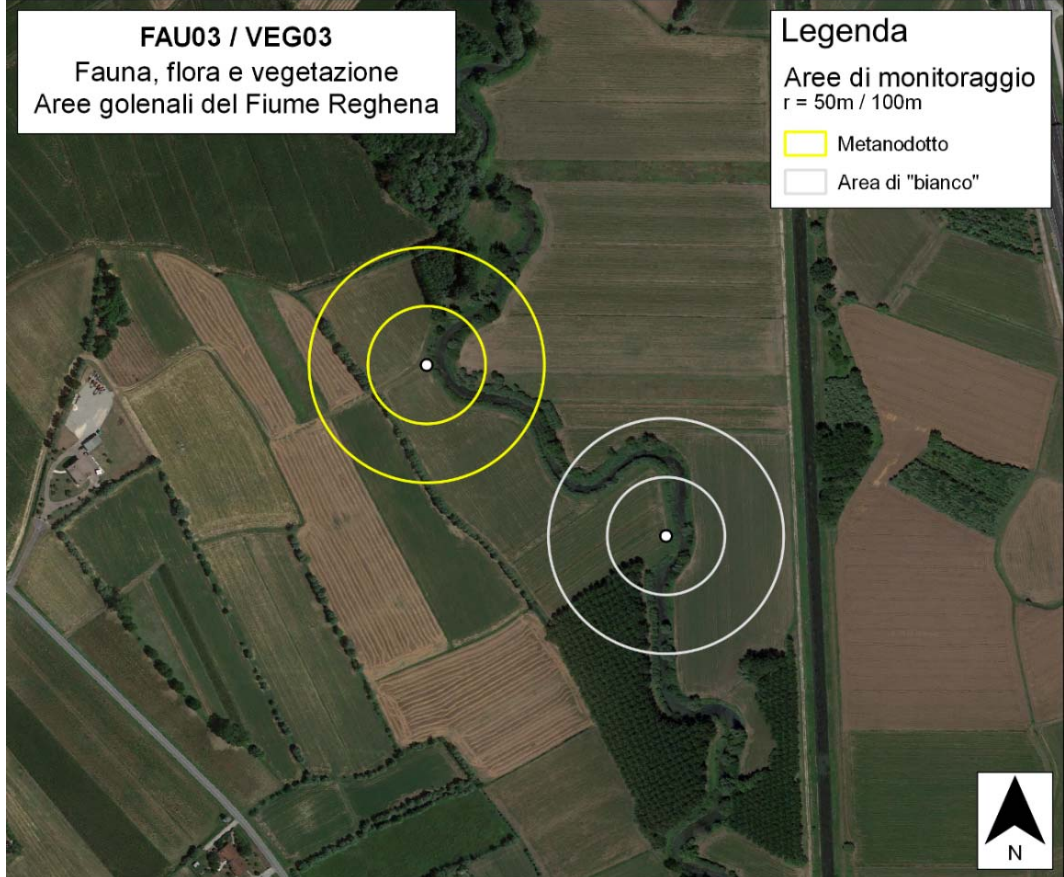 FAU03 / VEG03
Fauna, flora e vegetazione
Aree golenali del Fiume Reghena
Legenda
Aree di monitoraggio
r = 50m / 100m
Metanodotto
Area di "bianco"
N